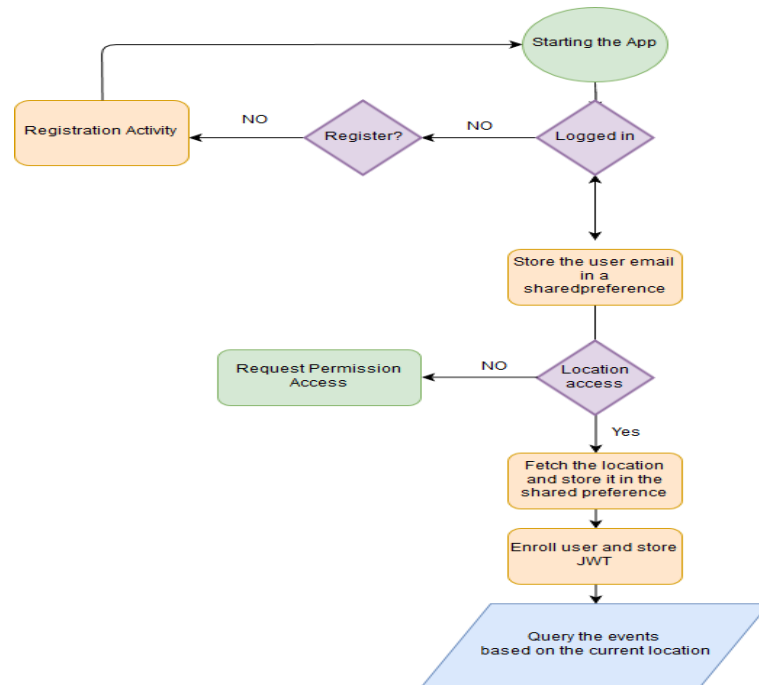 Starting the App
Registration Activity
NO
Register?
NO
Logged in
Store the user email
in a
sharedpreference
Request Permission
Access
NO
Location
access
Yes
Fetch the location
and store it in the
shared preference
Enroll user and store
JWT
Query the events
based on the current location